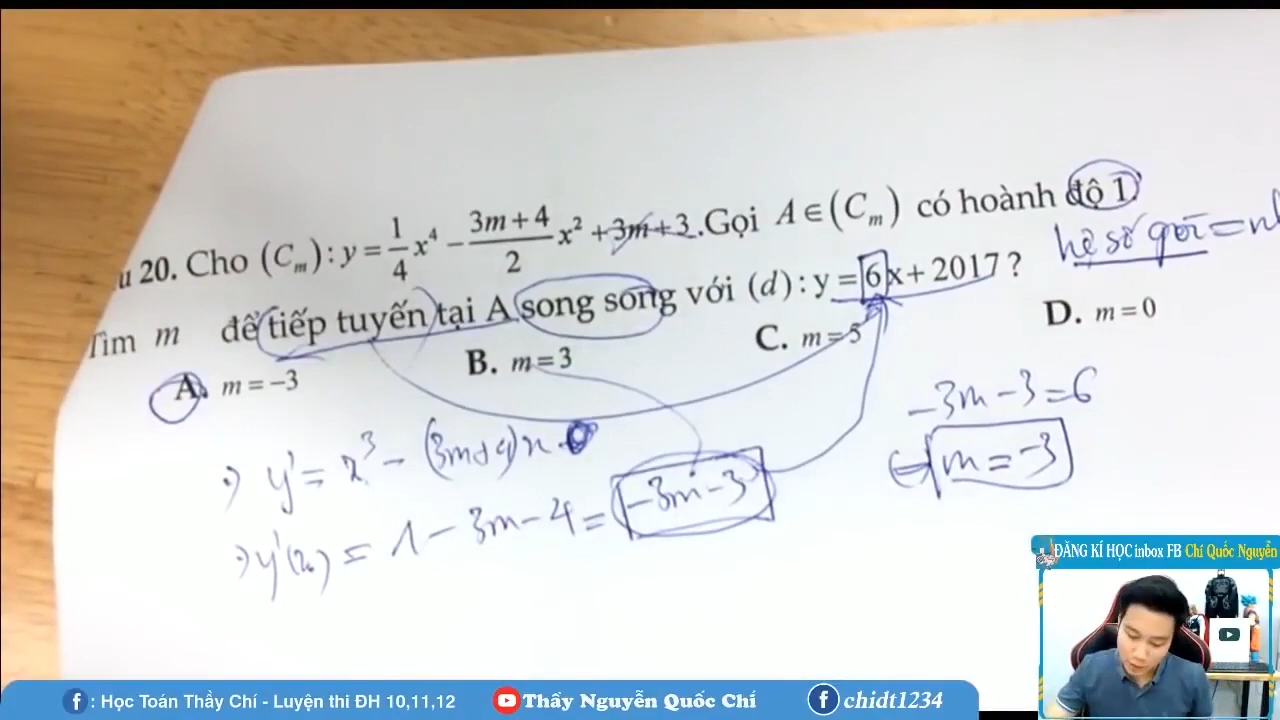 u 20. Cho (Cₘ): y = 1/4 x⁴ − (3m+4)/2 x² + 3m+3. Gọi A ∈ (Cₘ) có hoành độ 1.
Tìm m để tiếp tuyến tại A song song với (d): y = 6x + 2017 ?
hệ số góc =
A. m = −3 B. m = 3 C. m = 5 D. m = 0
y' = x³ − (3m+4)x
−3m − 3 = 6
m = −3
= 1 − 3m − 4 = −3m − 3
ĐĂNG KÍ HỌC inbox FB Chí Quốc Nguyễn
f : Học Toán Thầy Chí - Luyện thi ĐH 10,11,12 Thầy Nguyễn Quốc Chí f chidt1234